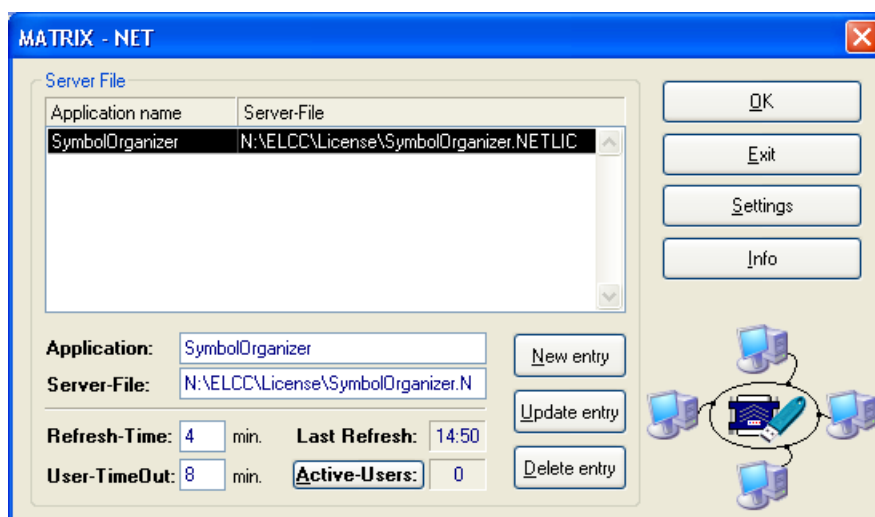 MATRIX - NET
Server File
Application name Server-File
SymbolOrganizer N:\ELCC\License\SymbolOrganizer.NETLIC
OK
Exit
Settings
Info
Application: SymbolOrganizer
New entry
Server-File: N:\ELCC\License\SymbolOrganizer.N
Update entry
Refresh-Time: 4 min. Last Refresh: 14:50
User-TimeOut: 8 min. Active-Users: 0
Delete entry